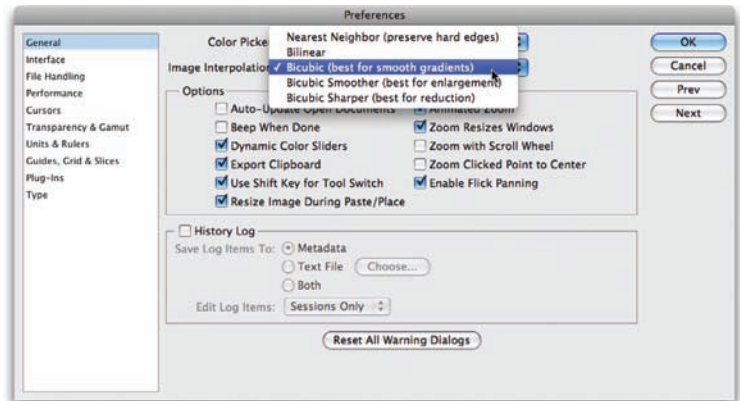 Preferences
General
Interface
File Handling
Performance
Cursors
Transparency & Gamut
Units & Rulers
Guides, Grid & Slices
Plug-Ins
Type
Color Picke
Image Interpolation
Nearest Neighbor (preserve hard edges)
Bilinear
✓ Bicubic (best for smooth gradients)
Bicubic Smoother (best for enlargement)
Bicubic Sharper (best for reduction)
Options
Auto-Update Open Documents
Animated Zoom
Beep When Done
Zoom Resizes Windows
Dynamic Color Sliders
Zoom with Scroll Wheel
Export Clipboard
Zoom Clicked Point to Center
Use Shift Key for Tool Switch
Enable Flick Panning
Resize Image During Paste/Place
History Log
Save Log Items To: Metadata
Text File Choose...
Both
Edit Log Items: Sessions Only
Reset All Warning Dialogs
OK
Cancel
Prev
Next